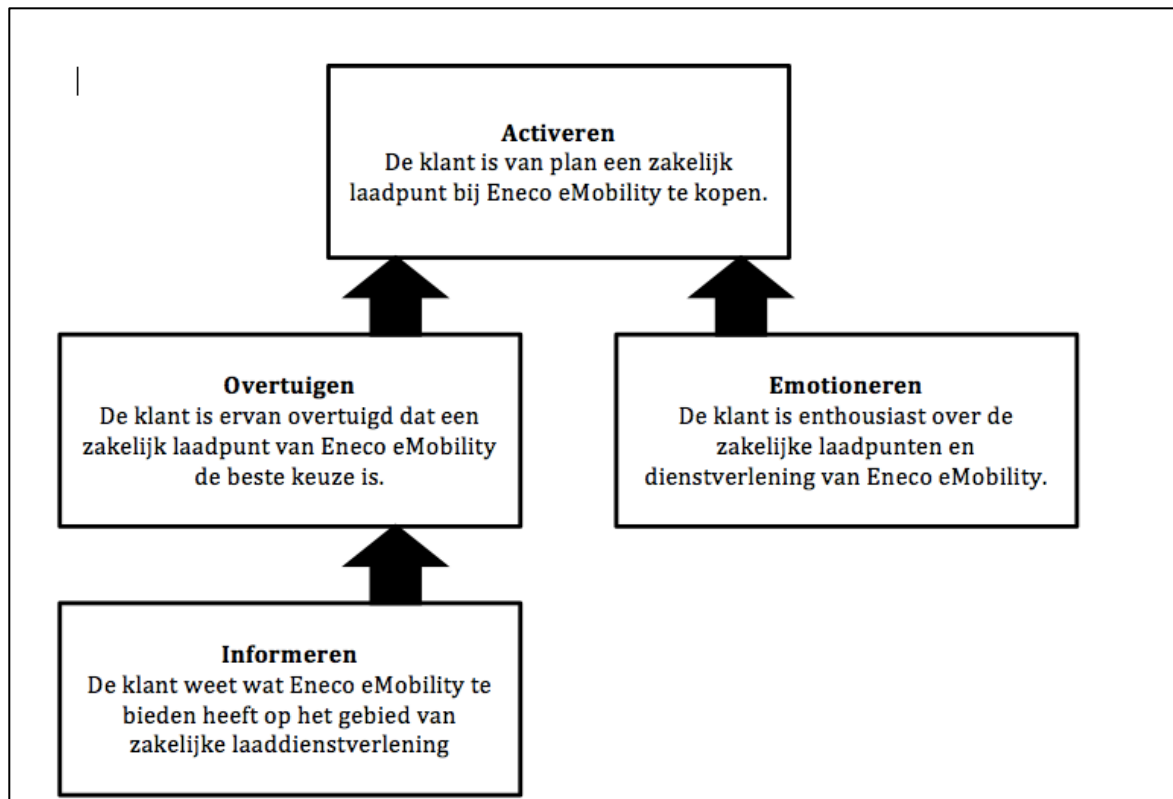 Activeren
De klant is van plan een zakelijk
laadpunt bij Eneco eMobility te kopen.
Overtuigen
De klant is ervan overtuigd dat een
zakelijk laadpunt van Eneco eMobility
de beste keuze is.
Emotioneren
De klant is enthousiast over de
zakelijke laadpunten en
dienstverlening van Eneco eMobility.
Informeren
De klant weet wat Eneco eMobility te
bieden heeft op het gebied van
zakelijke laaddienstverlening